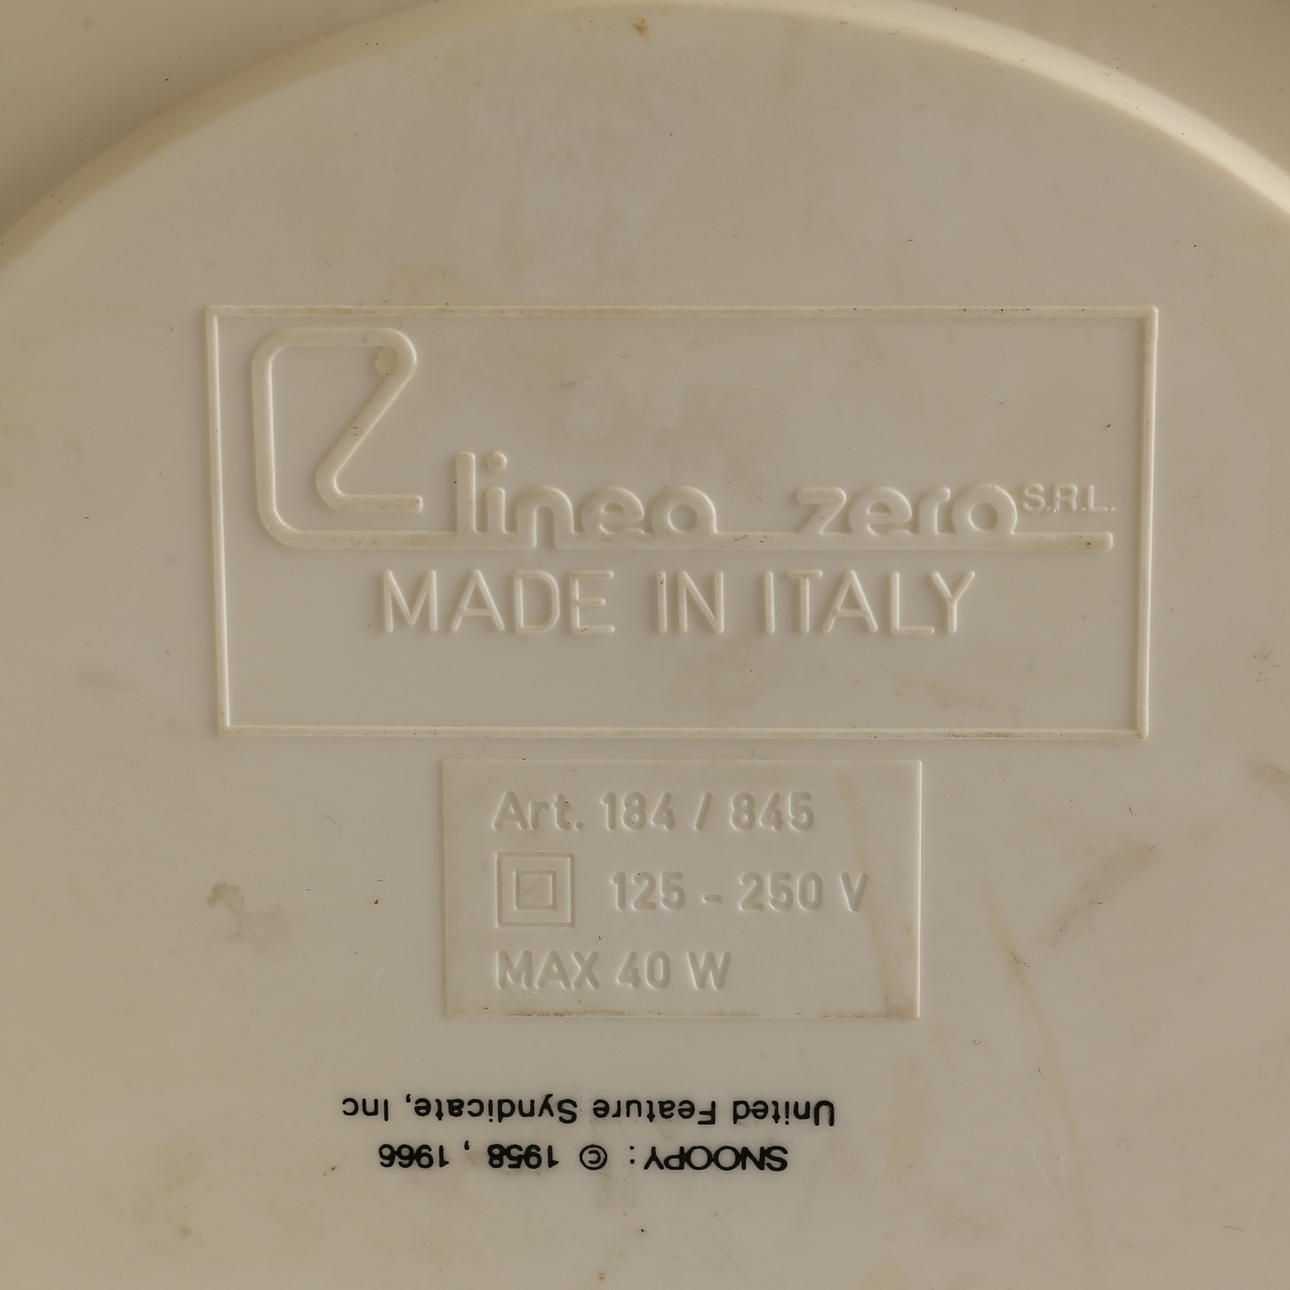 linea zero S.R.L.
MADE IN ITALY
Art. 184 / 845
125 - 250 V
MAX 40 W
SNOOPY: © 1958, 1966
United Feature Syndicate, Inc